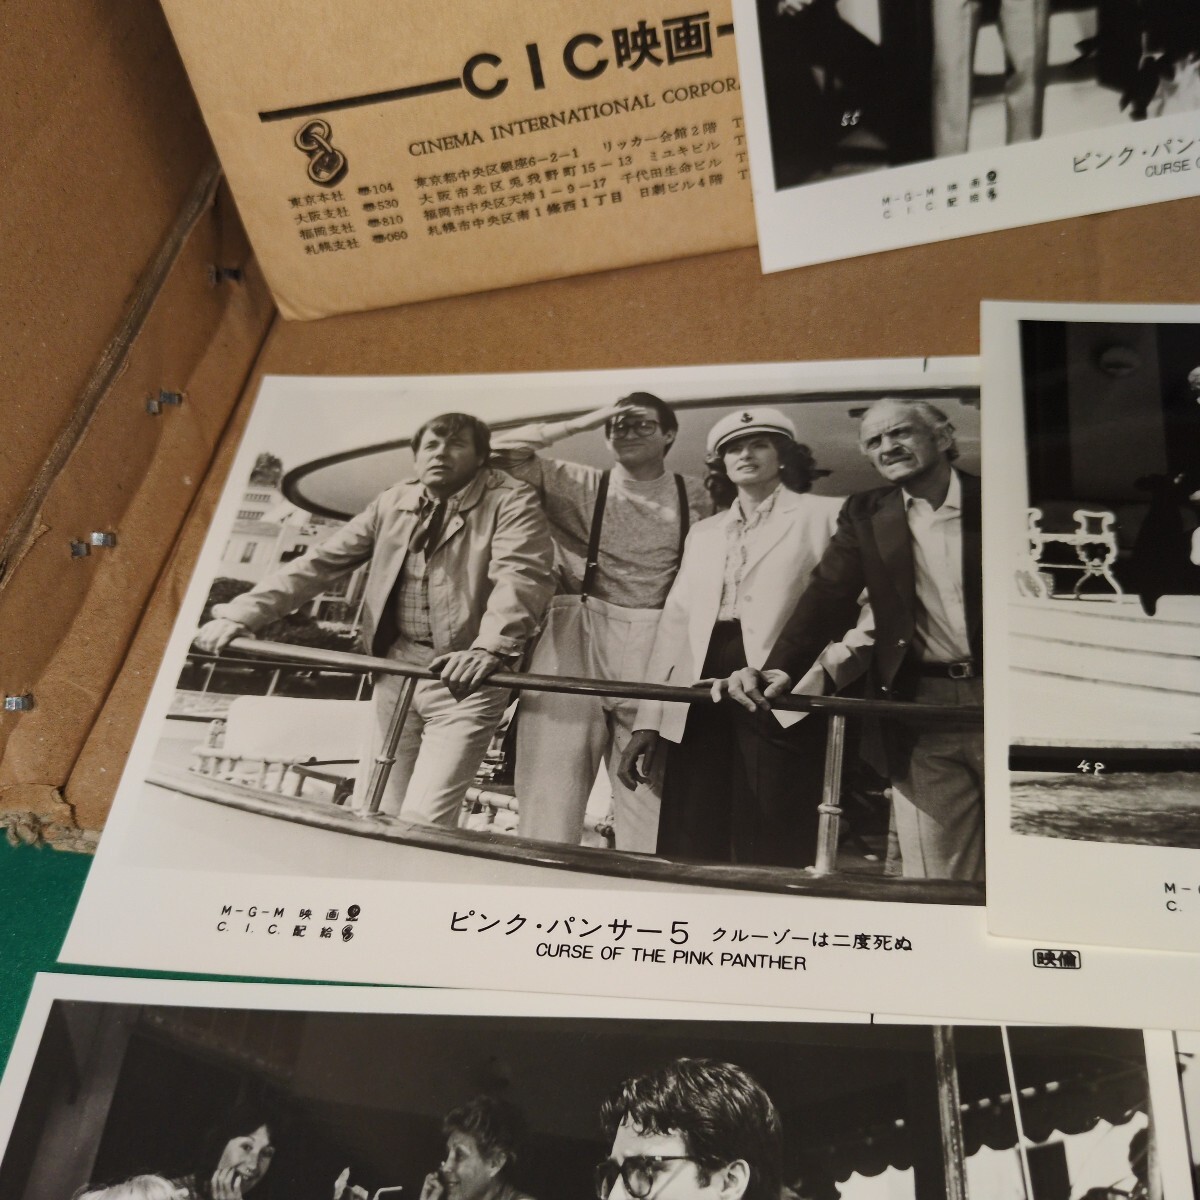 CIC映画
CINEMA INTERNATIONAL CORPORA
東京本社 〠104 東京都中央区銀座6-2-1 リッカー会館2階 T
大阪支社 〠530 大阪市北区兎我野町15-13 ミユキビル T
福岡支社 〠810 福岡市中央区天神1-9-17 千代田生命ビル T
札幌支社 〠060 札幌市中央区南1條西1丁目 日劇ビル4階 T
55
M-G-M 映画
C.I.C.配給
ピンク・パン
CURSE O
49
M-G-M 映画
C.I.C.配給
ピンク・パンサー5 クルーゾーは二度死ぬ
CURSE OF THE PINK PANTHER
映倫
M-
C.